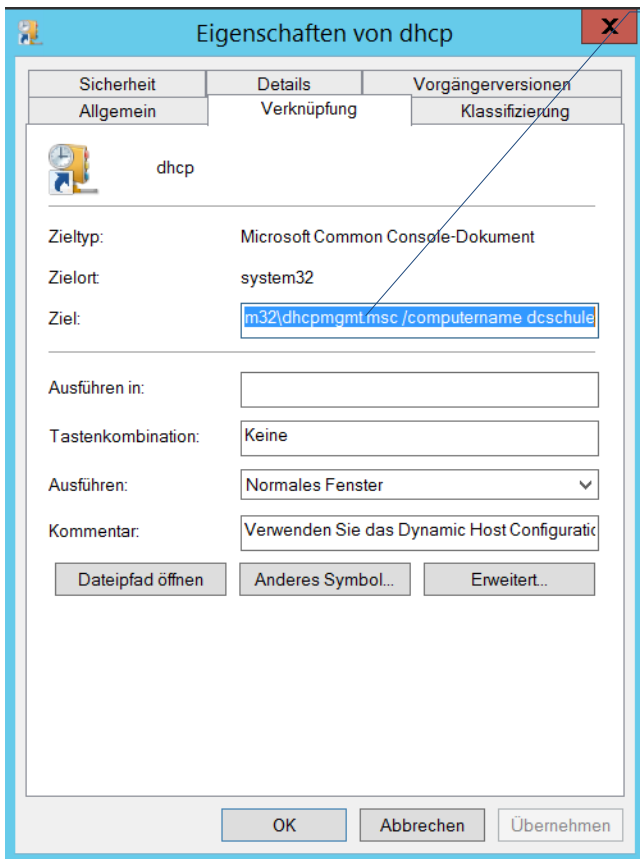 Eigenschaften von dhcp
X
Sicherheit Details Vorgängerversionen
Allgemein Verknüpfung Klassifizierung
dhcp
Zieltyp: Microsoft Common Console-Dokument
Zielort: system32
Ziel: m32\dhcpmgmt.msc /computername dcschule
Ausführen in:
Tastenkombination: Keine
Ausführen: Normales Fenster
Kommentar: Verwenden Sie das Dynamic Host Configuratic
Dateipfad öffnen Anderes Symbol... Erweitert...
OK Abbrechen Übernehmen